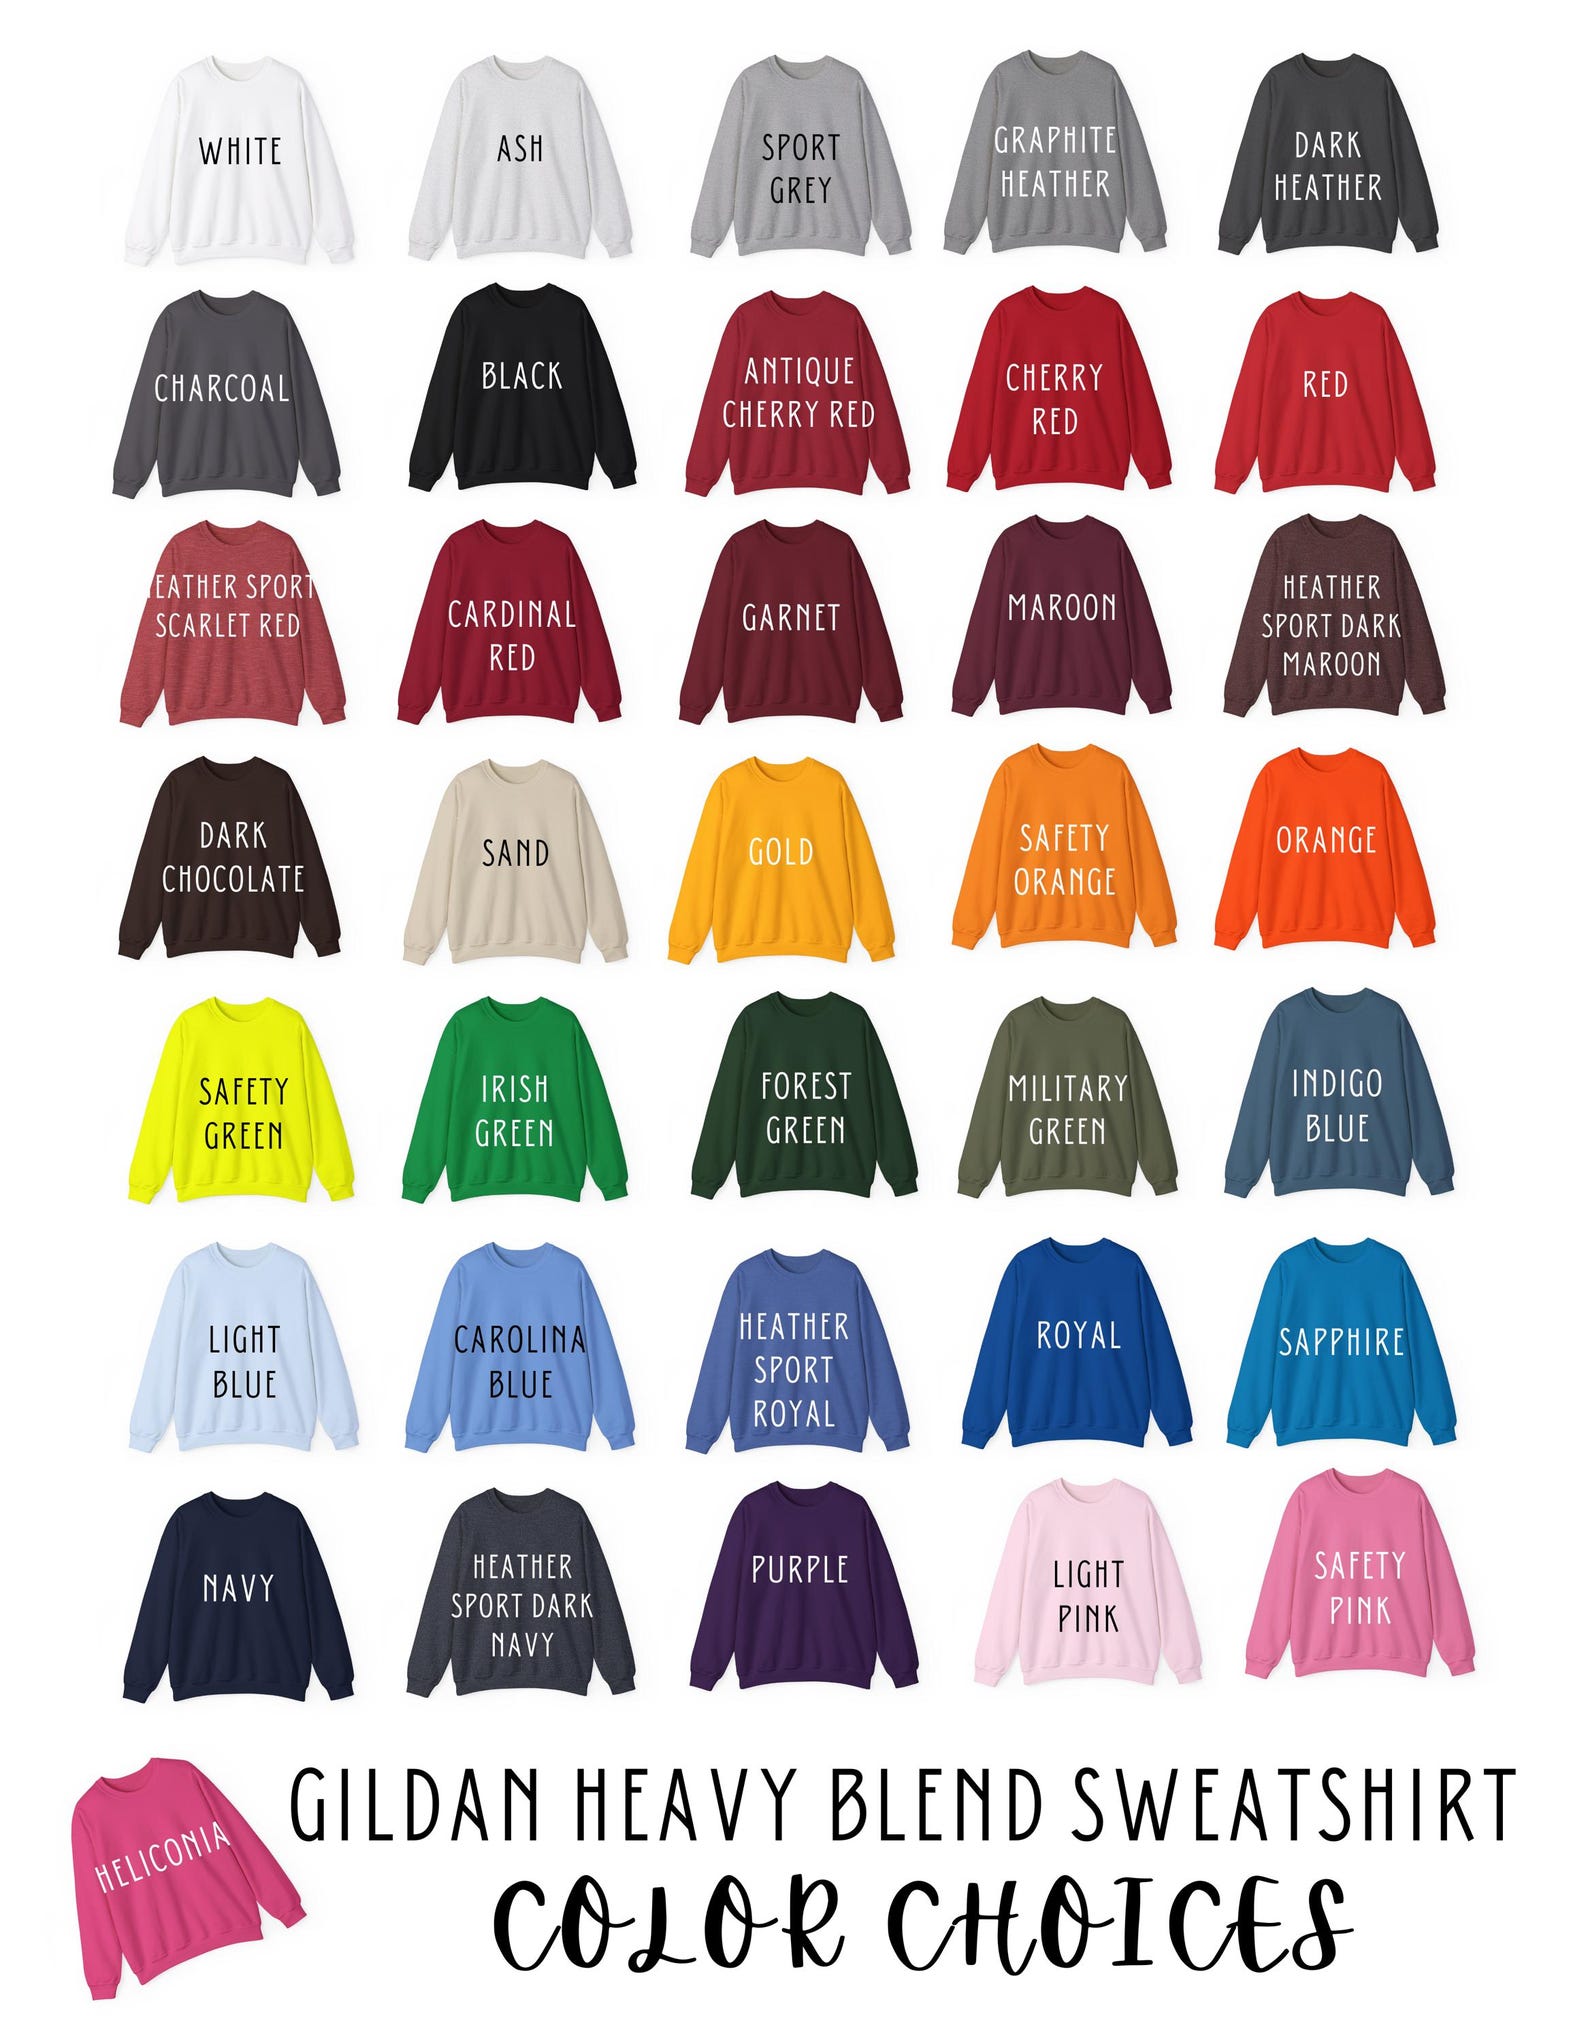 WHITE
ASH
SPORT
GREY
GRAPHITE
HEATHER
DARK
HEATHER
CHARCOAL
BLACK
ANTIQUE
CHERRY RED
CHERRY
RED
RED
HEATHER SPORT
SCARLET RED
CARDINAL
RED
GARNET
MAROON
HEATHER
SPORT DARK
MAROON
DARK
CHOCOLATE
SAND
GOLD
SAFETY
ORANGE
ORANGE
SAFETY
GREEN
IRISH
GREEN
FOREST
GREEN
MILITARY
GREEN
INDIGO
BLUE
LIGHT
BLUE
CAROLINA
BLUE
HEATHER
SPORT
ROYAL
ROYAL
SAPPHIRE
NAVY
HEATHER
SPORT DARK
NAVY
PURPLE
LIGHT
PINK
SAFETY
PINK
HELICONIA
GILDAN HEAVY BLEND SWEATSHIRT
COLOR CHOICES